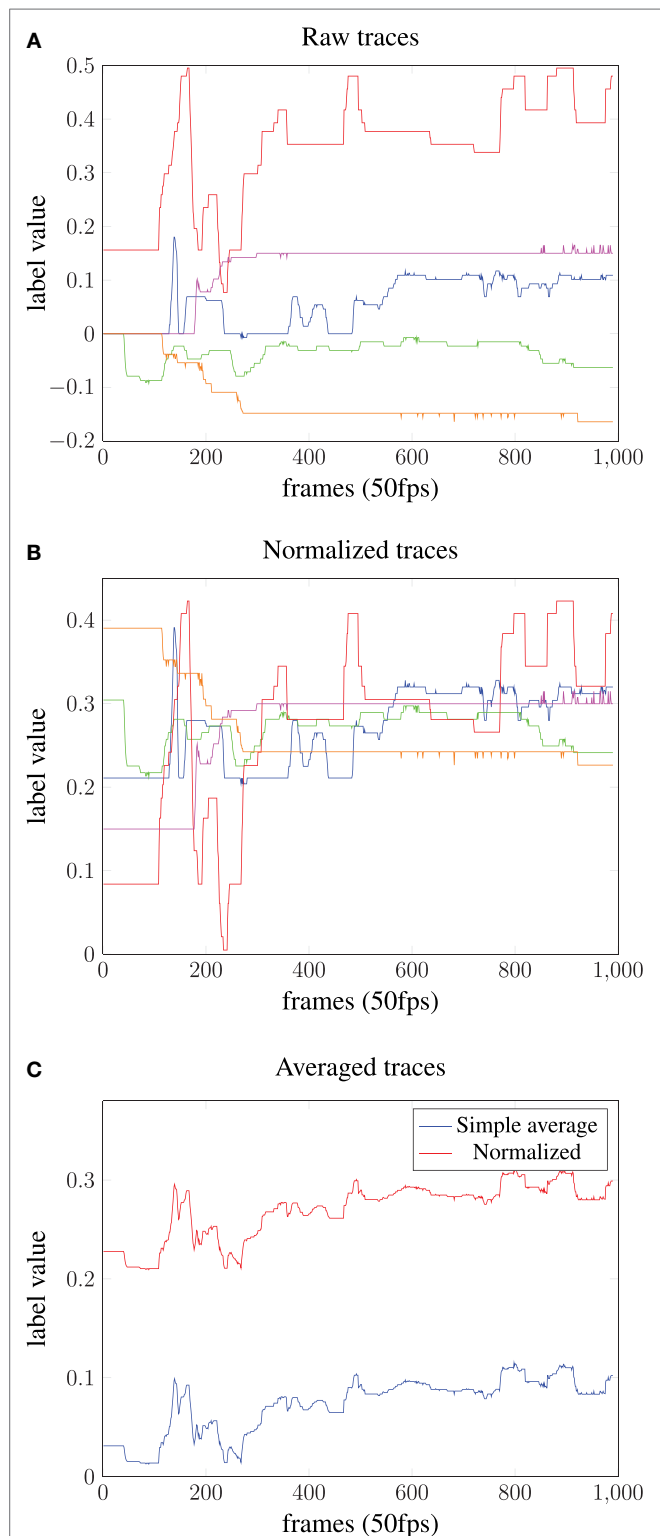 A
Raw traces
0.5
0.4
0.3
0.2
0.1
0
−0.1
−0.2
label value
0 200 400 600 800 1,000
frames (50fps)
B
Normalized traces
0.4
0.3
0.2
0.1
0
label value
0 200 400 600 800 1,000
frames (50fps)
C
Averaged traces
Simple average
Normalized
0.3
0.2
0.1
0
label value
0 200 400 600 800 1,000
frames (50fps)